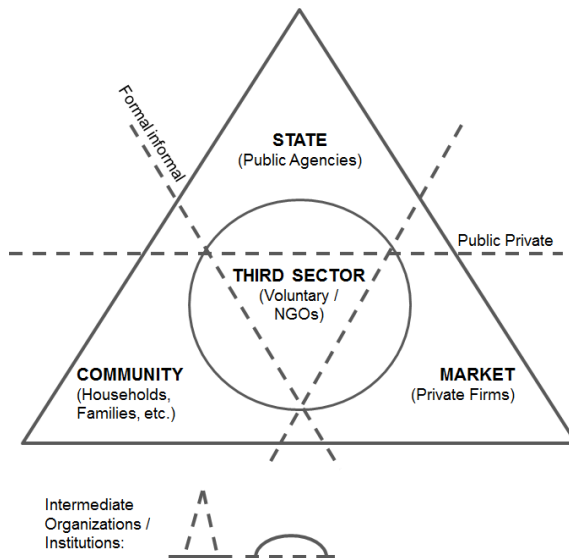 Formal informal
STATE
(Public Agencies)
Public Private
THIRD SECTOR
(Voluntary /
NGOs)
COMMUNITY
(Households,
Families, etc.)
MARKET
(Private Firms)
Intermediate
Organizations /
Institutions: